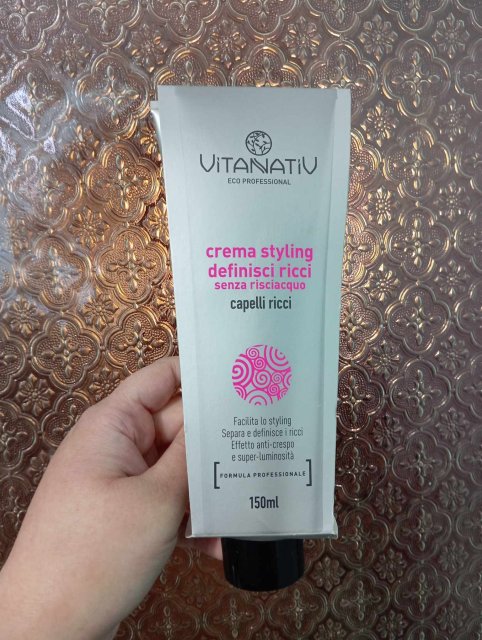 ViTANATiV
ECO PROFESSIONAL
crema styling
definisci ricci
senza risciacquo
capelli ricci
Facilita lo styling
Separa e definisce i ricci
Effetto anti-crespo
e super-luminosità
FORMULA PROFESSIONALE
150ml